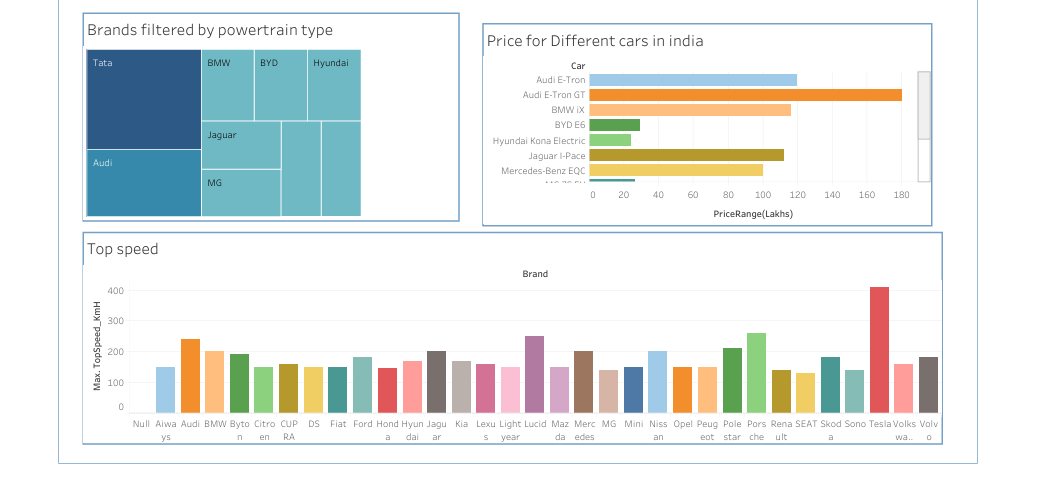 Brands filtered by powertrain type
Tata
BMW
BYD
Hyundai
Jaguar
Audi
MG
Price for Different cars in india
Car
Audi E-Tron
Audi E-Tron GT
BMW iX
BYD E6
Hyundai Kona Electric
Jaguar I-Pace
Mercedes-Benz EQC
0 20 40 60 80 100 120 140 160 180
PriceRange(Lakhs)
Top speed
Brand
Max. TopSpeed_KmH
400
300
200
100
0
Null Aiwa Audi BMW Byto Citro CUP DS Fiat Ford Hond Hyun Jagu Kia Lexu Light Lucid Maz Merc MG Mini Niss Opel Peug Pole Pors Rena SEAT Skod Sono Tesla Volks Volv
ys n en RA a dai ar s year da edes an eot star che ult a wa.. o